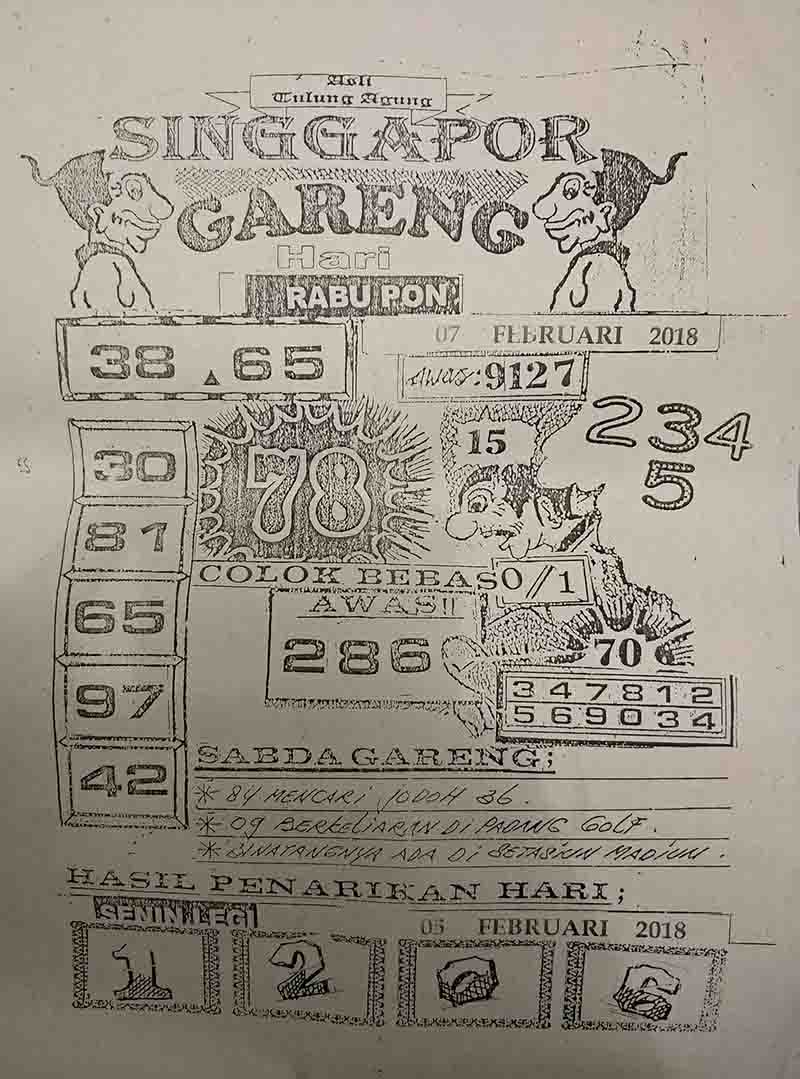 Asli
Tulung Agung
SINGGAPOR
GARENG
Hari
RABU PON
07 FEBRUARI 2018
38 . 65
AWAS: 9127
30
81
65
97
42
78
15
234
5
COLOK BEBAS 0/1
AWAS!!
286
70
347812
569034
SABDA GARENG;
* 84 MENCARI JODOH 36.
* 09 BERKELIARAN DI PADANG GOLF.
* BINATANGNYA ADA DI SETASIUN MADIUN.
HASIL PENARIKAN HARI;
SENIN LEGI
05 FEBRUARI 2018
1 2 0 6